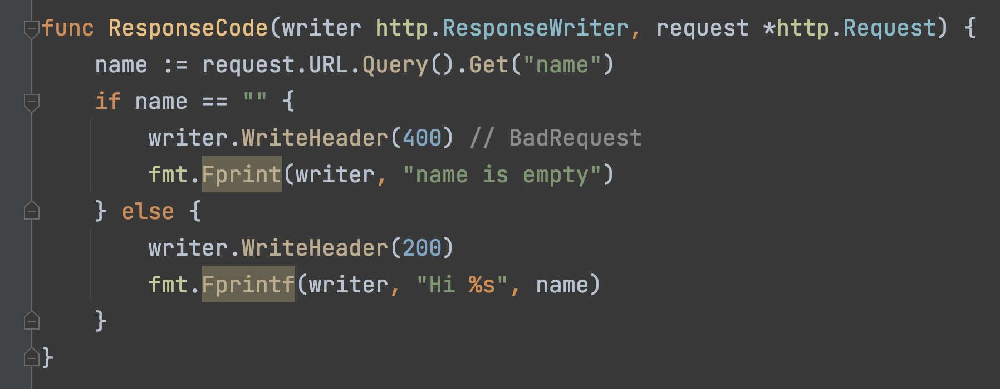 func ResponseCode(writer http.ResponseWriter, request *http.Request) {
    name := request.URL.Query().Get("name")
    if name == "" {
        writer.WriteHeader(400) // BadRequest
        fmt.Fprint(writer, "name is empty")
    } else {
        writer.WriteHeader(200)
        fmt.Fprintf(writer, "Hi %s", name)
    }
}